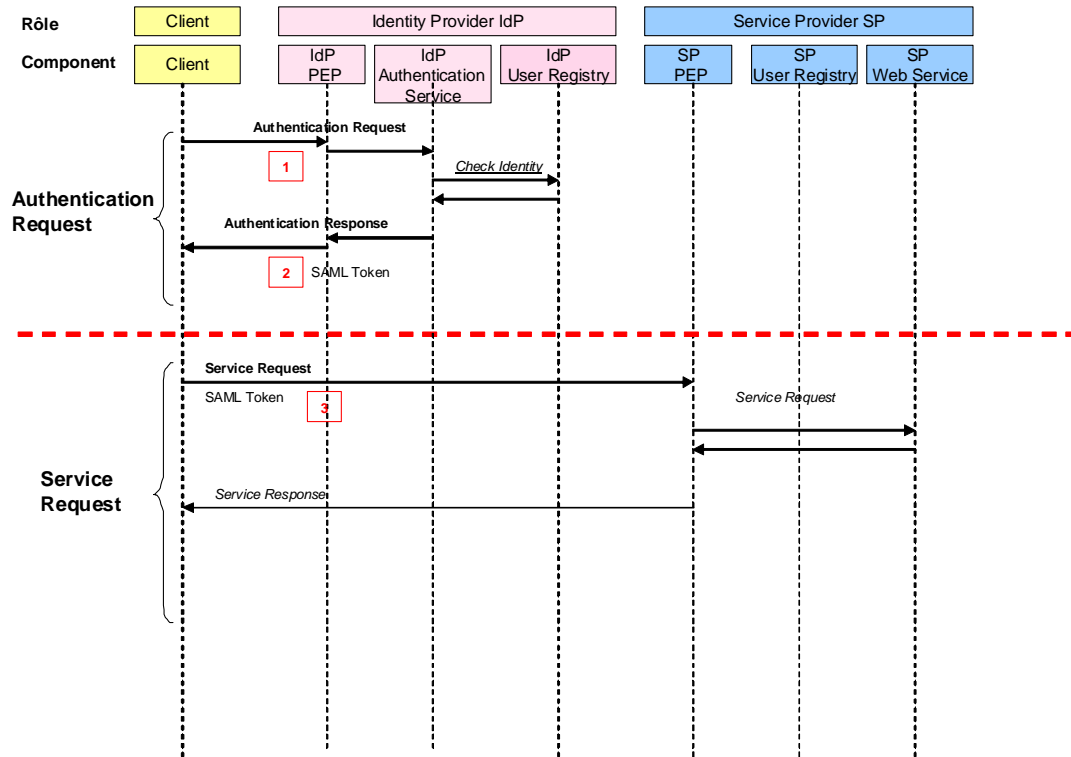 Rôle
Client
Identity Provider IdP
Service Provider SP
Component
Client
IdP
PEP
IdP
Authentication
Service
IdP
User Registry
SP
PEP
SP
User Registry
SP
Web Service
Authentication Request
1
Check Identity
Authentication
Request
Authentication Response
2
SAML Token
Service Request
SAML Token
3
Service Request
Service
Request
Service Response